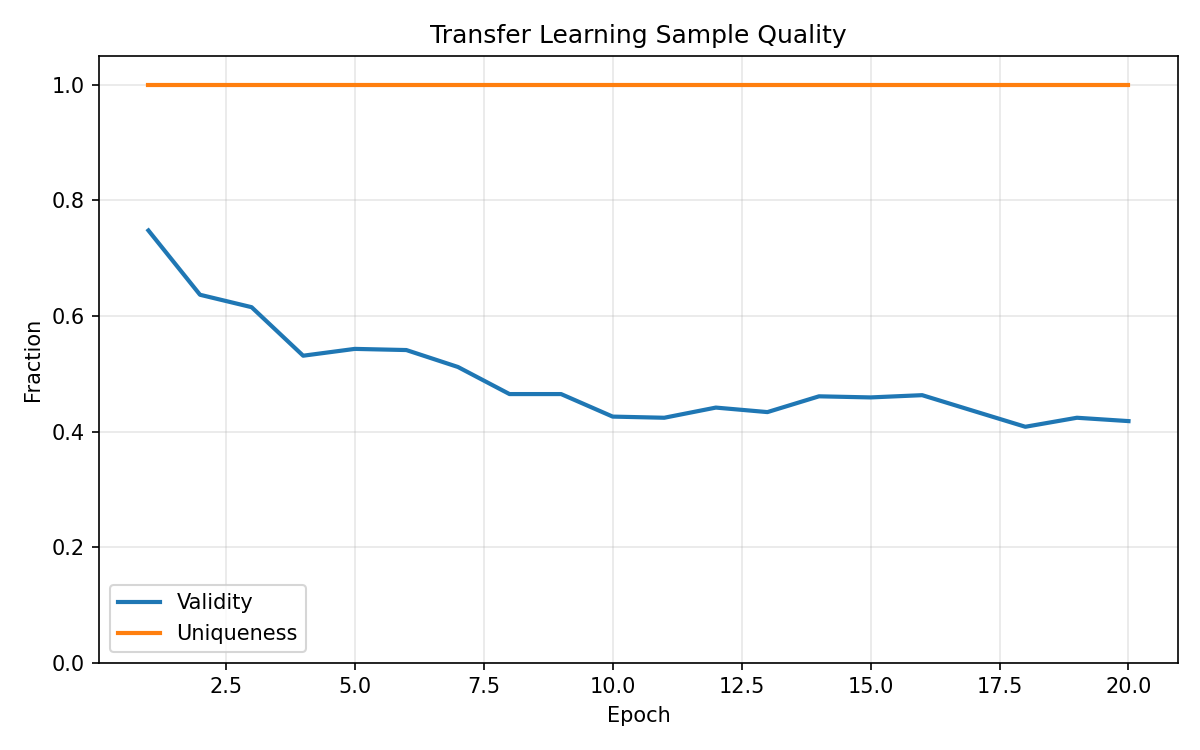 Transfer Learning Sample Quality
1.0
0.8
0.6
0.4
0.2
0.0
Fraction
Validity
Uniqueness
2.5 5.0 7.5 10.0 12.5 15.0 17.5 20.0
Epoch